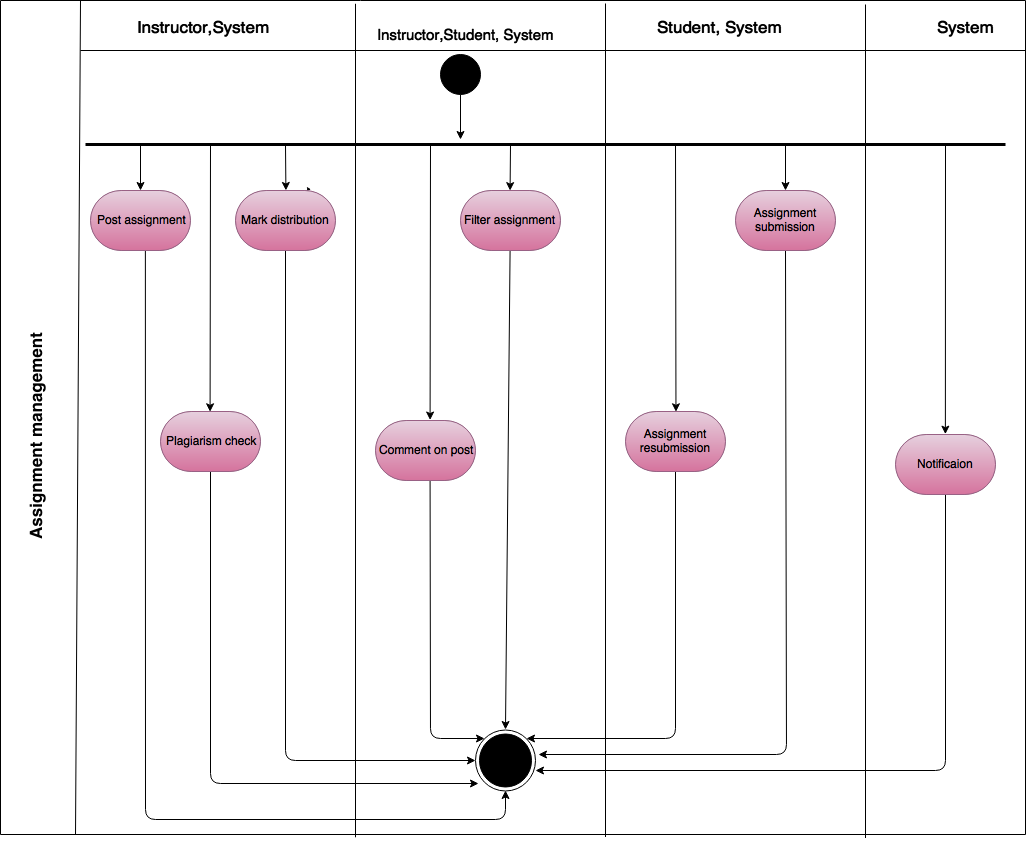 Instructor,System
Instructor,Student, System
Student, System
System
Assignment management
Post assignment
Mark distribution
Filter assignment
Assignment
submission
Plagiarism check
Comment on post
Assignment
resubmission
Notificaion